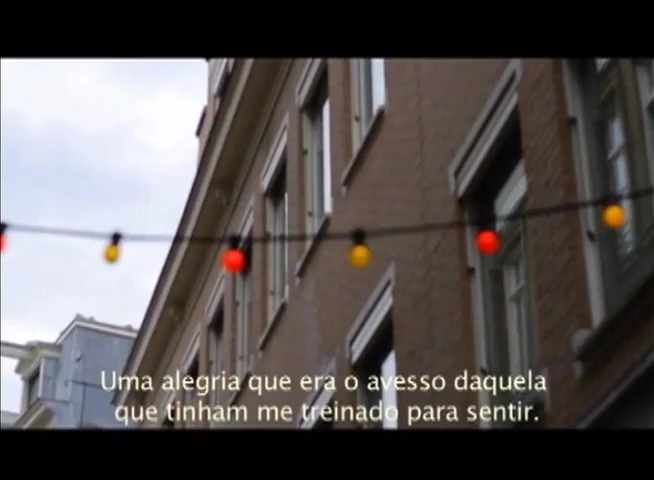 Uma alegria que era o avesso daquela
que tinham me treinado para sentir.